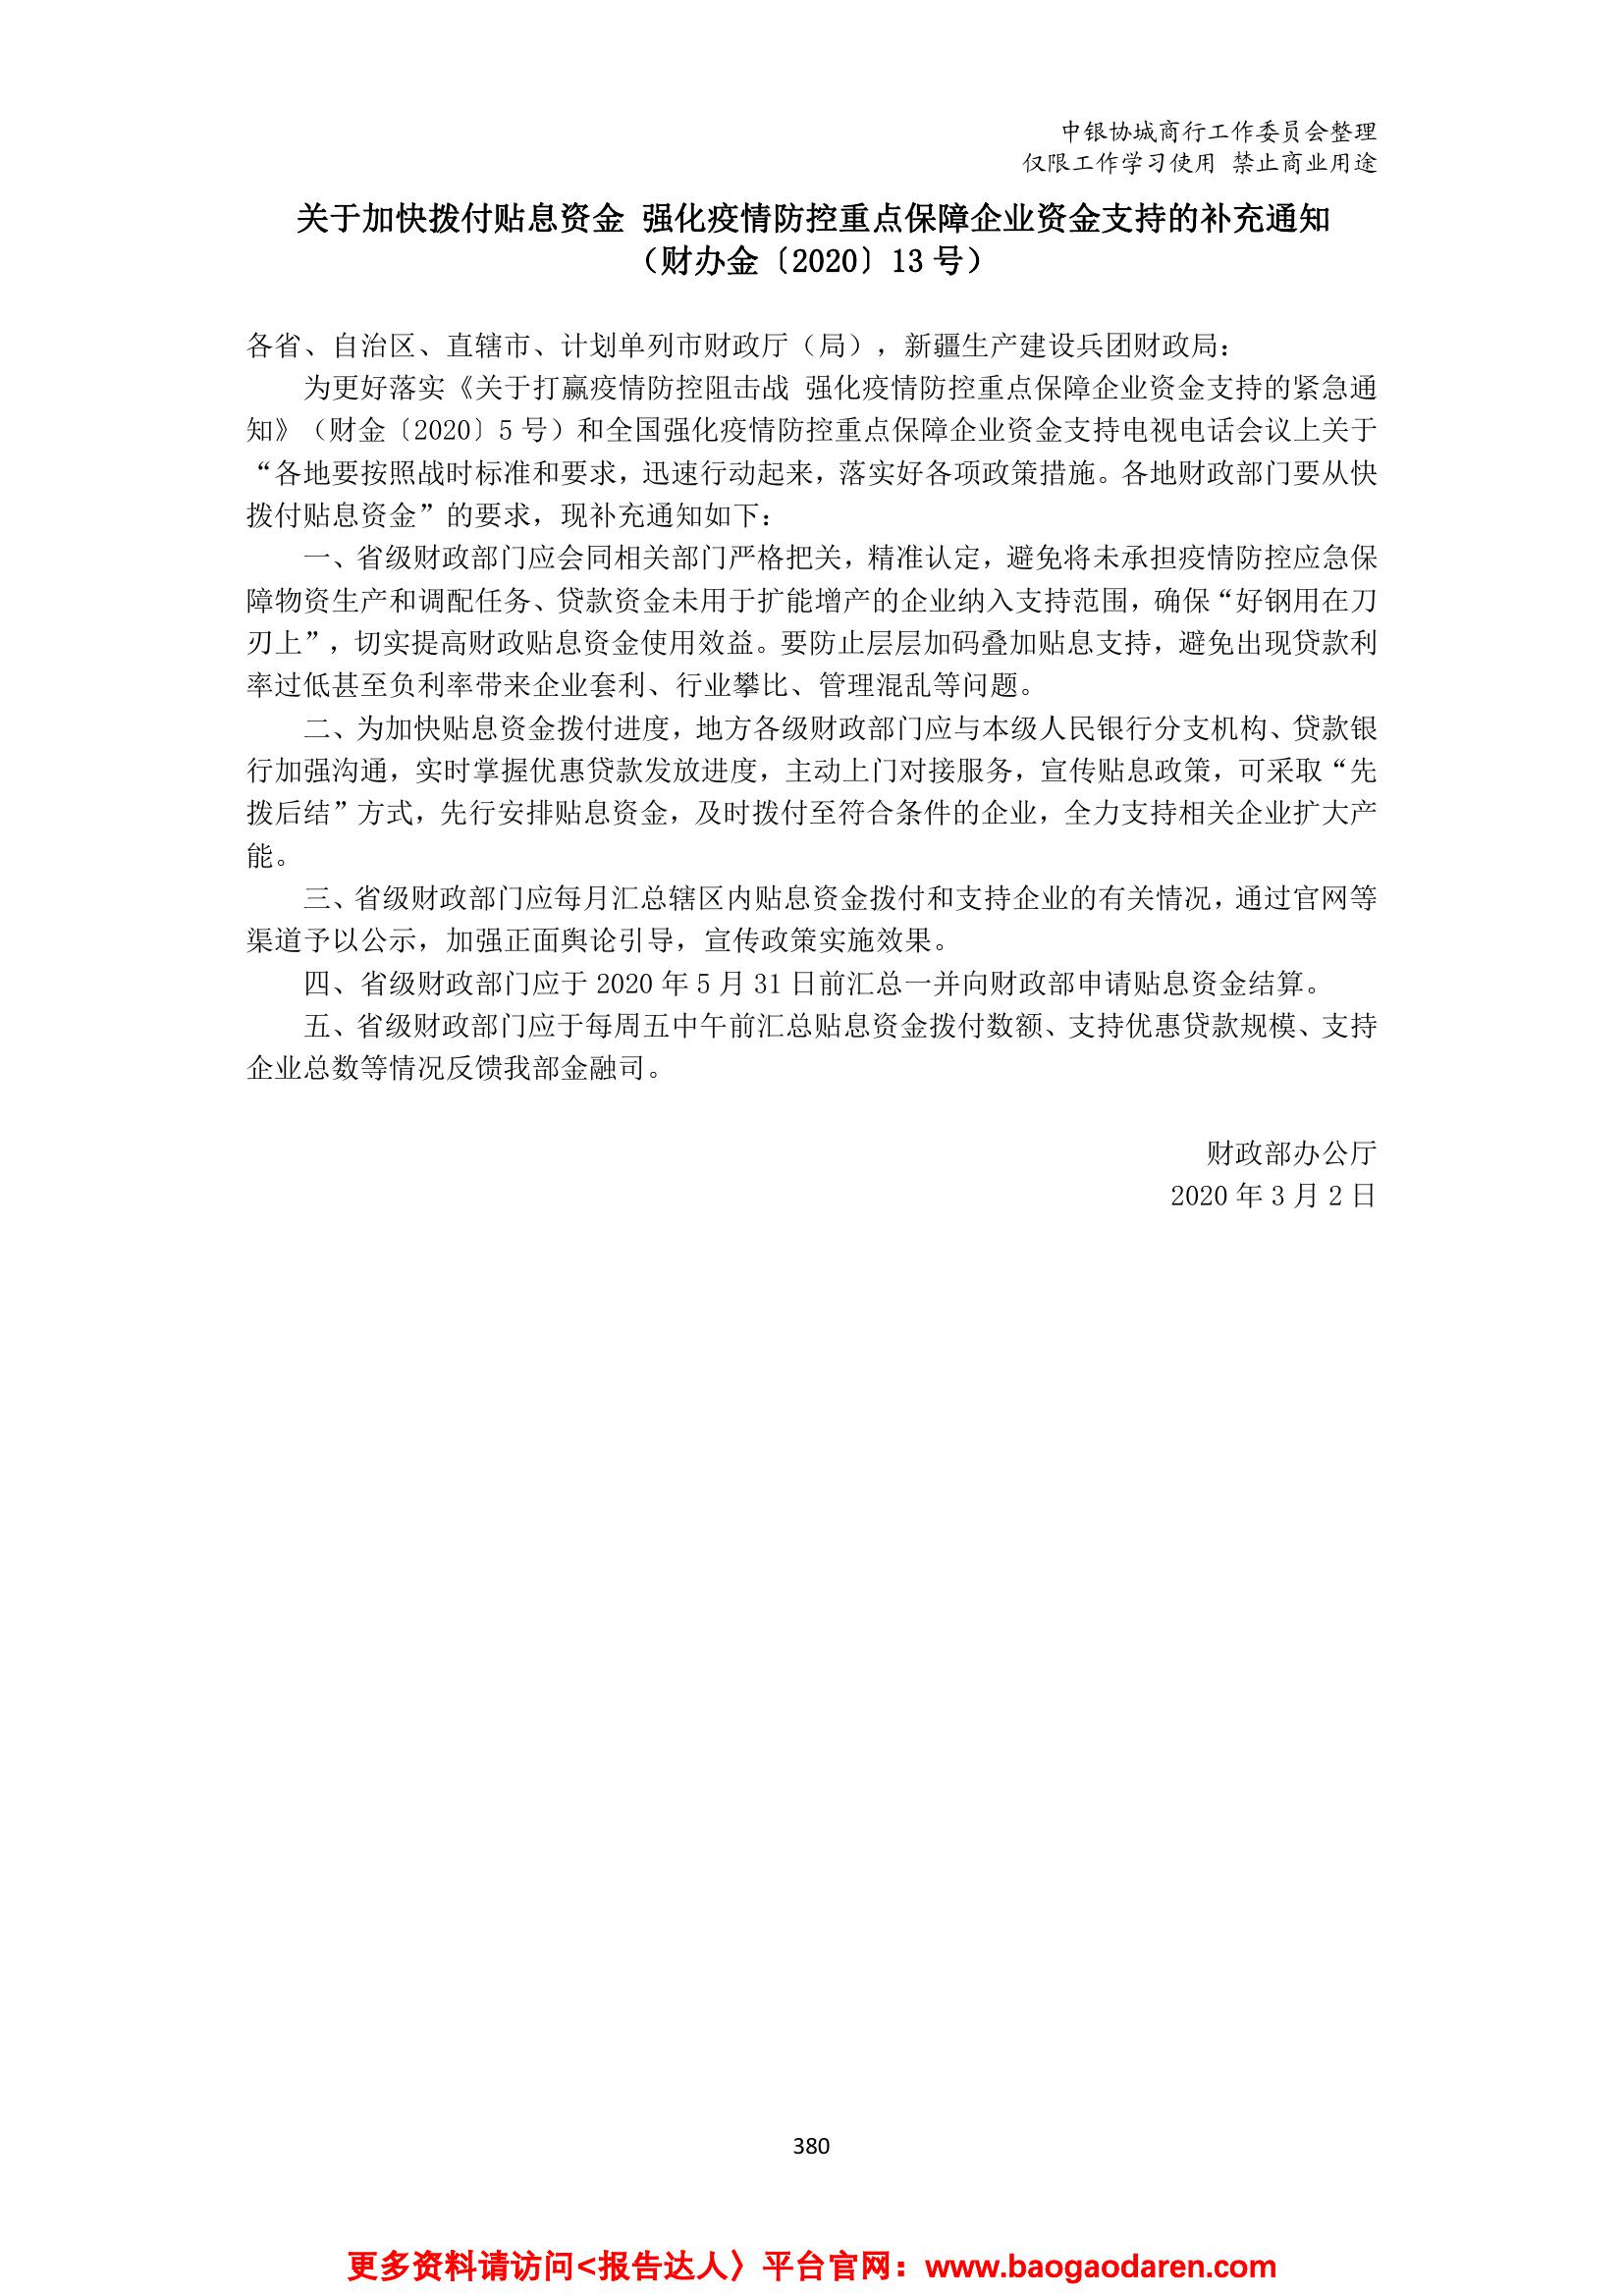 中银协城商行工作委员会整理
仅限工作学习使用 禁止商业用途
关于加快拨付贴息资金 强化疫情防控重点保障企业资金支持的补充通知
（财办金〔2020〕13 号）
各省、自治区、直辖市、计划单列市财政厅（局），新疆生产建设兵团财政局：
为更好落实《关于打赢疫情防控阻击战 强化疫情防控重点保障企业资金支持的紧急通
知》（财金〔2020〕5 号）和全国强化疫情防控重点保障企业资金支持电视电话会议上关于
“各地要按照战时标准和要求，迅速行动起来，落实好各项政策措施。各地财政部门要从快
拨付贴息资金”的要求，现补充通知如下：
一、省级财政部门应会同相关部门严格把关，精准认定，避免将未承担疫情防控应急保
障物资生产和调配任务、贷款资金未用于扩能增产的企业纳入支持范围，确保“好钢用在刀
刃上”，切实提高财政贴息资金使用效益。要防止层层加码叠加贴息支持，避免出现贷款利
率过低甚至负利率带来企业套利、行业攀比、管理混乱等问题。
二、为加快贴息资金拨付进度，地方各级财政部门应与本级人民银行分支机构、贷款银
行加强沟通，实时掌握优惠贷款发放进度，主动上门对接服务，宣传贴息政策，可采取“先
拨后结”方式，先行安排贴息资金，及时拨付至符合条件的企业，全力支持相关企业扩大产
能。
三、省级财政部门应每月汇总辖区内贴息资金拨付和支持企业的有关情况，通过官网等
渠道予以公示，加强正面舆论引导，宣传政策实施效果。
四、省级财政部门应于 2020 年 5 月 31 日前汇总一并向财政部申请贴息资金结算。
五、省级财政部门应于每周五中午前汇总贴息资金拨付数额、支持优惠贷款规模、支持
企业总数等情况反馈我部金融司。
财政部办公厅
2020 年 3 月 2 日
380
更多资料请访问<报告达人〉平台官网：www.baogaodaren.com